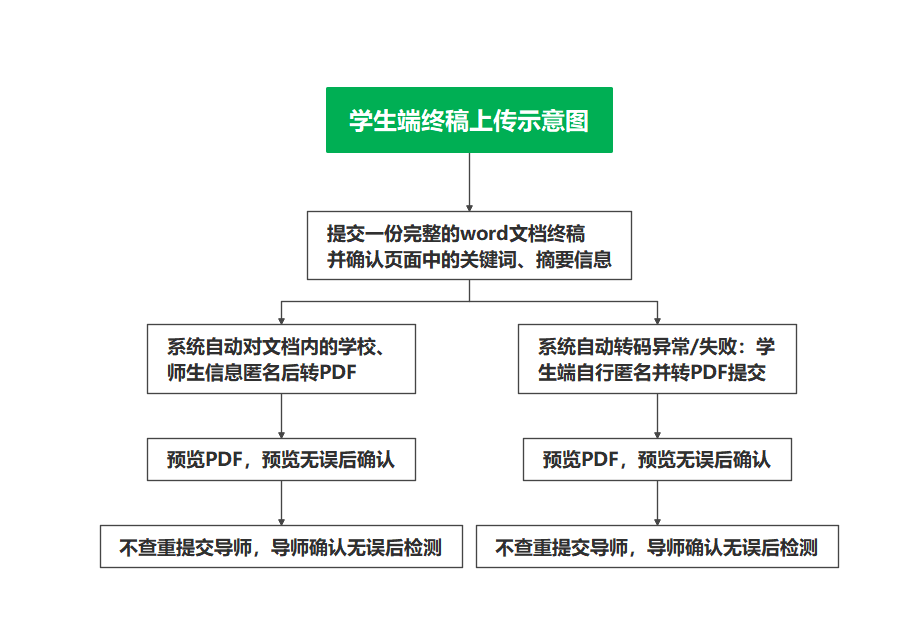 学生端终稿上传示意图
提交一份完整的word文档终稿
并确认页面中的关键词、摘要信息
系统自动对文档内的学校、
师生信息匿名后转PDF
系统自动转码异常/失败：学
生端自行匿名并转PDF提交
预览PDF，预览无误后确认
预览PDF，预览无误后确认
不查重提交导师，导师确认无误后检测
不查重提交导师，导师确认无误后检测